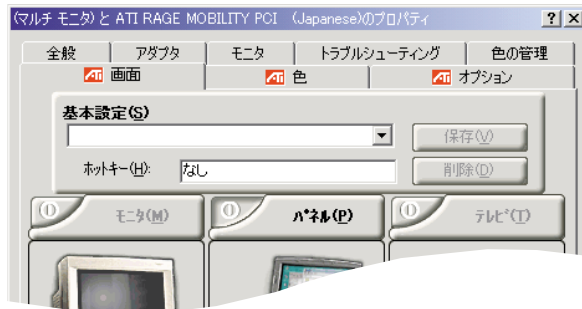 (マルチ モニタ) と ATI RAGE MOBILITY PCI (Japanese)のプロパティ
全般 アダプタ モニタ トラブルシューティング 色の管理
ATI 画面 ATI 色 ATI オプション
基本設定(S)
保存(V)
ホットキー(H): なし 削除(D)
モニタ(M) パネル(P) テレビ(T)